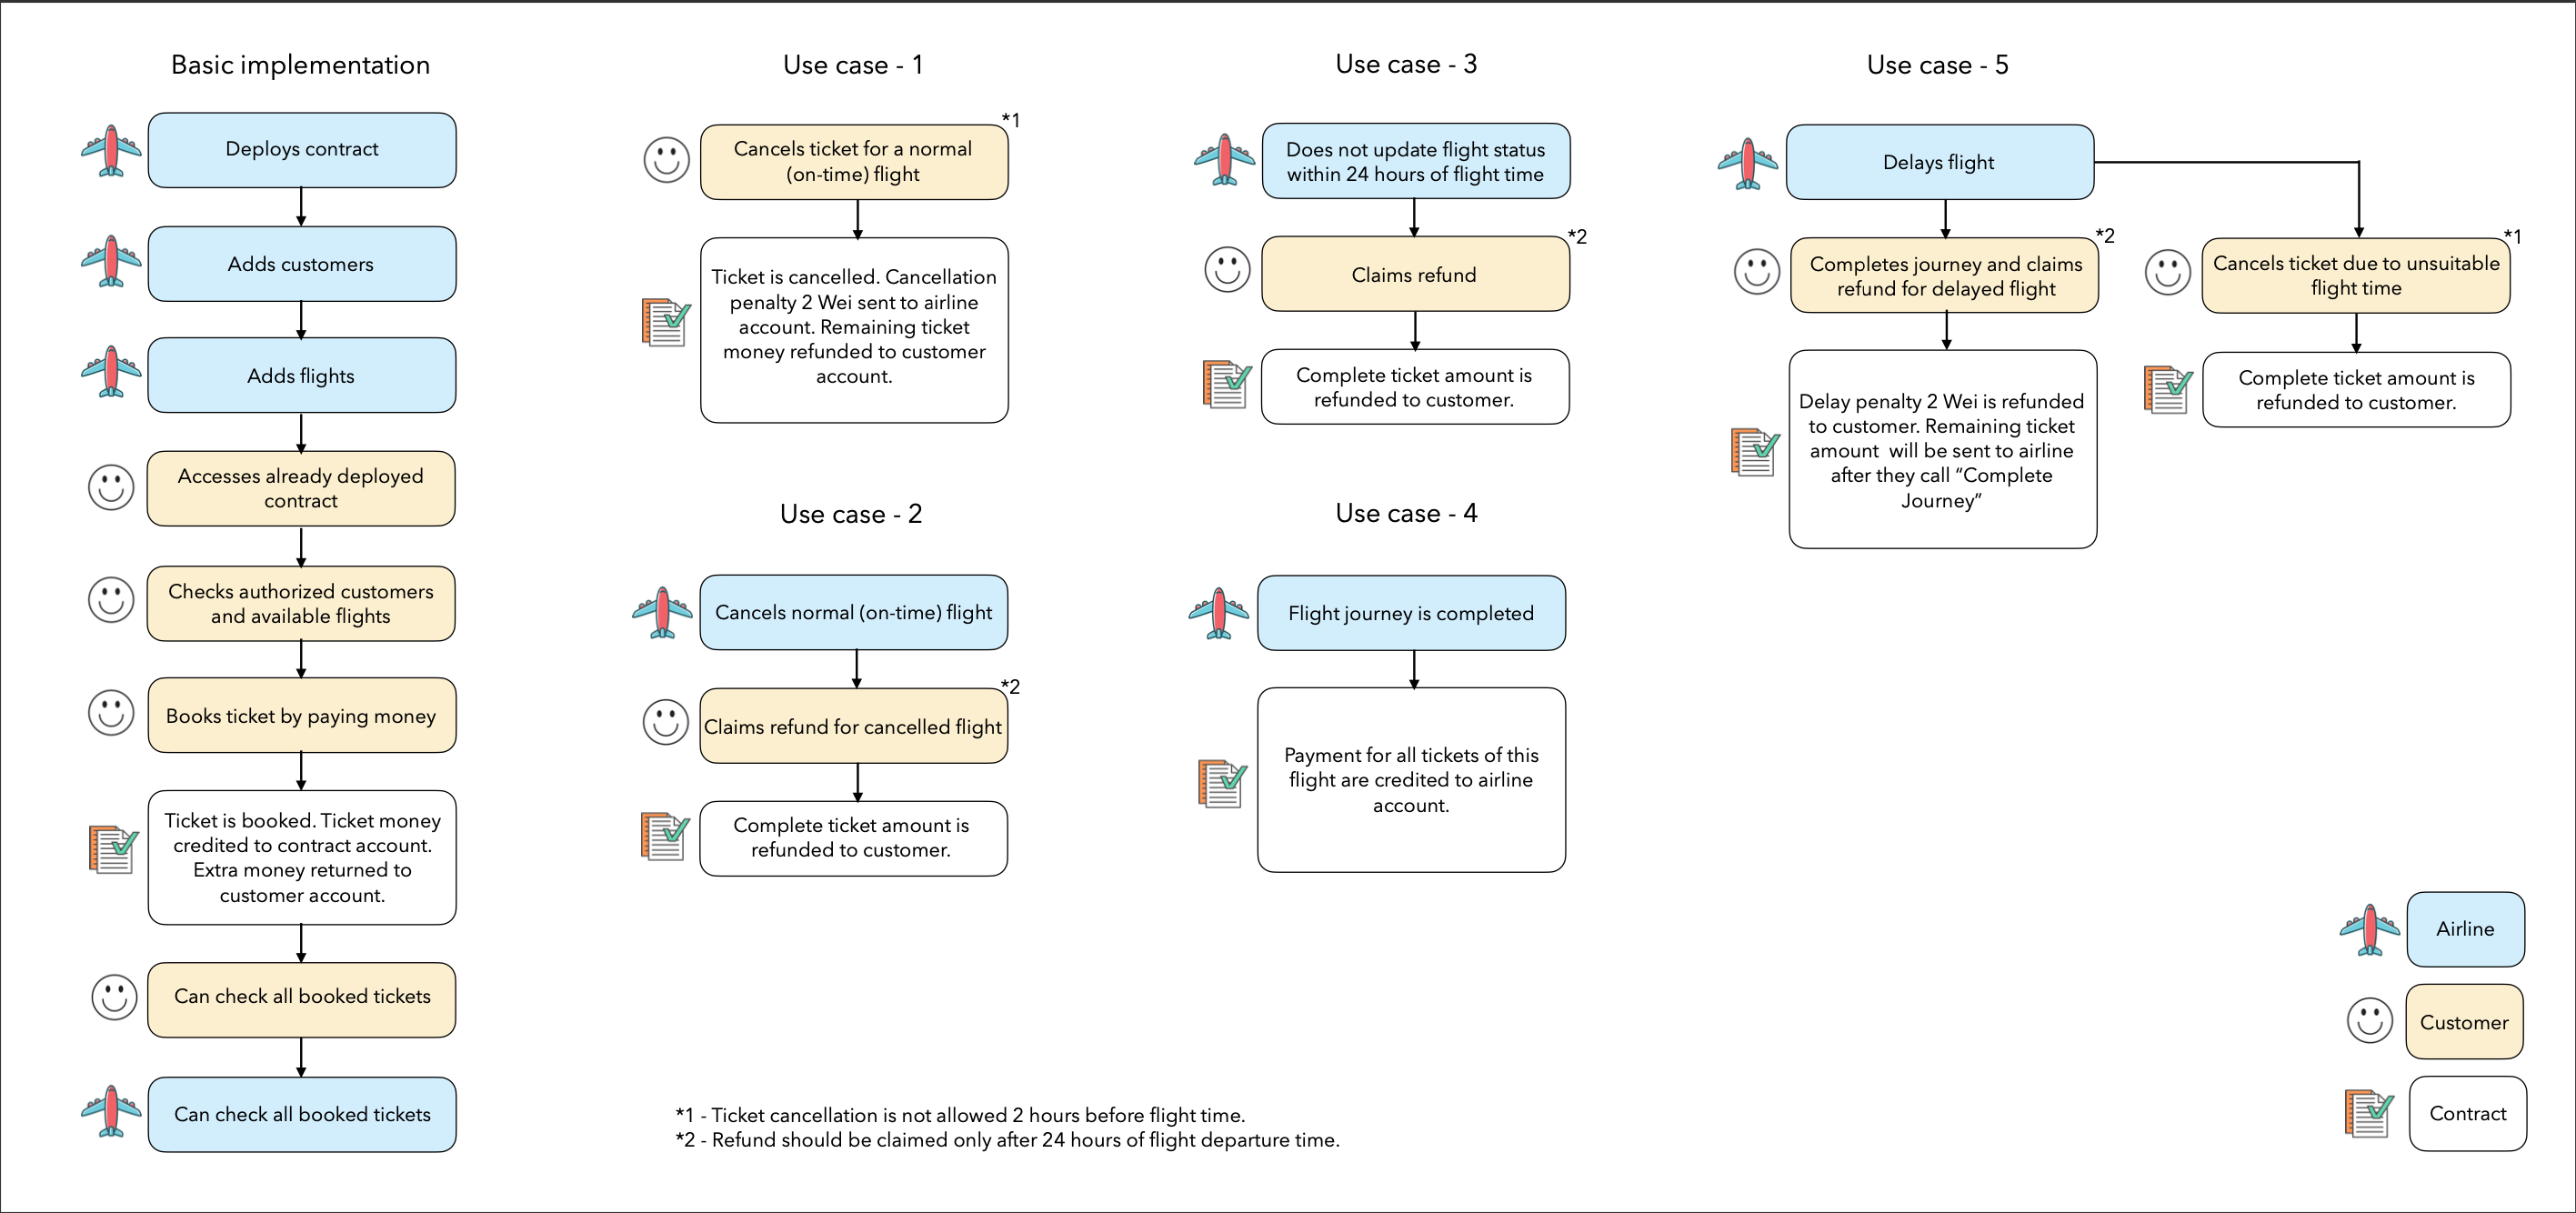 Basic implementation
Deploys contract
Adds customers
Adds flights
Accesses already deployed
contract
Checks authorized customers
and available flights
Books ticket by paying money
Ticket is booked. Ticket money
credited to contract account.
Extra money returned to
customer account.
Can check all booked tickets
Can check all booked tickets
Use case - 1
*1
Cancels ticket for a normal
(on-time) flight
Ticket is cancelled. Cancellation
penalty 2 Wei sent to airline
account. Remaining ticket
money refunded to customer
account.
Use case - 2
Cancels normal (on-time) flight
*2
Claims refund for cancelled flight
Complete ticket amount is
refunded to customer.
Use case - 3
Does not update flight status
within 24 hours of flight time
*2
Claims refund
Complete ticket amount is
refunded to customer.
Use case - 4
Flight journey is completed
Payment for all tickets of this
flight are credited to airline
account.
Use case - 5
Delays flight
*2
Completes journey and claims
refund for delayed flight
Delay penalty 2 Wei is refunded
to customer. Remaining ticket
amount  will be sent to airline
after they call “Complete
Journey”
*1
Cancels ticket due to unsuitable
flight time
Complete ticket amount is
refunded to customer.
*1 - Ticket cancellation is not allowed 2 hours before flight time.
*2 - Refund should be claimed only after 24 hours of flight departure time.
Airline
Customer
Contract